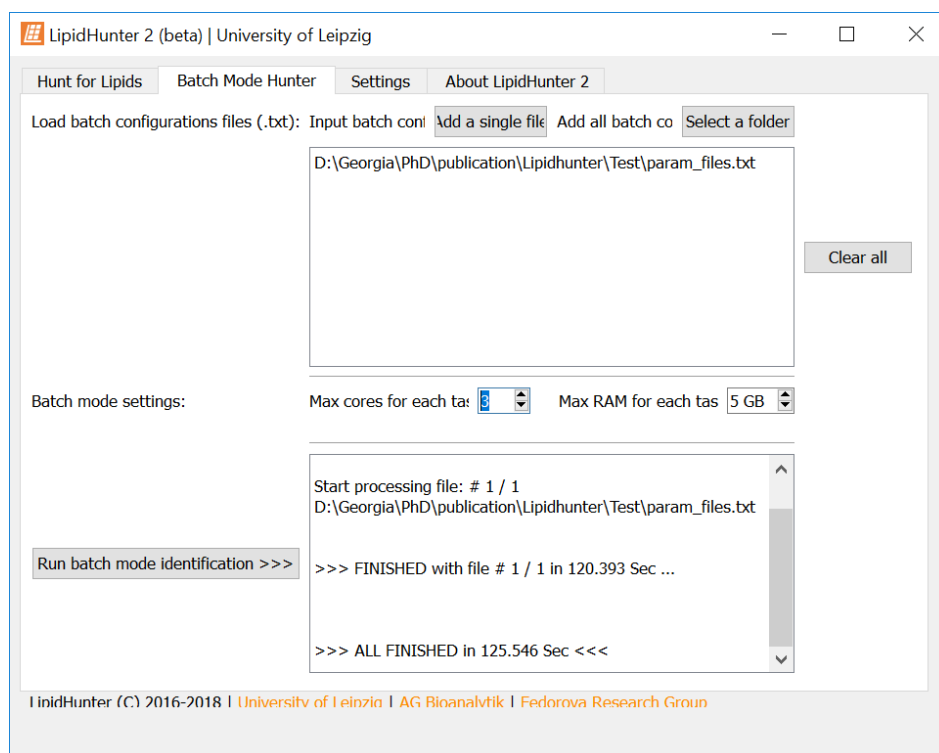 LipidHunter 2 (beta) | University of Leipzig
Hunt for Lipids Batch Mode Hunter Settings About LipidHunter 2
Load batch configurations files (.txt): Input batch conf Add a single file Add all batch co Select a folder
D:\Georgia\PhD\publication\Lipidhunter\Test\param_files.txt
Clear all
Batch mode settings: Max cores for each tas 3 Max RAM for each tas 5 GB
Start processing file: # 1 / 1
D:\Georgia\PhD\publication\Lipidhunter\Test\param_files.txt
Run batch mode identification >>> >>> FINISHED with file # 1 / 1 in 120.393 Sec ...
>>> ALL FINISHED in 125.546 Sec <<<
LipidHunter (C) 2016-2018 | University of Leipzig | AG Bioanalytik | Fedorova Research Group